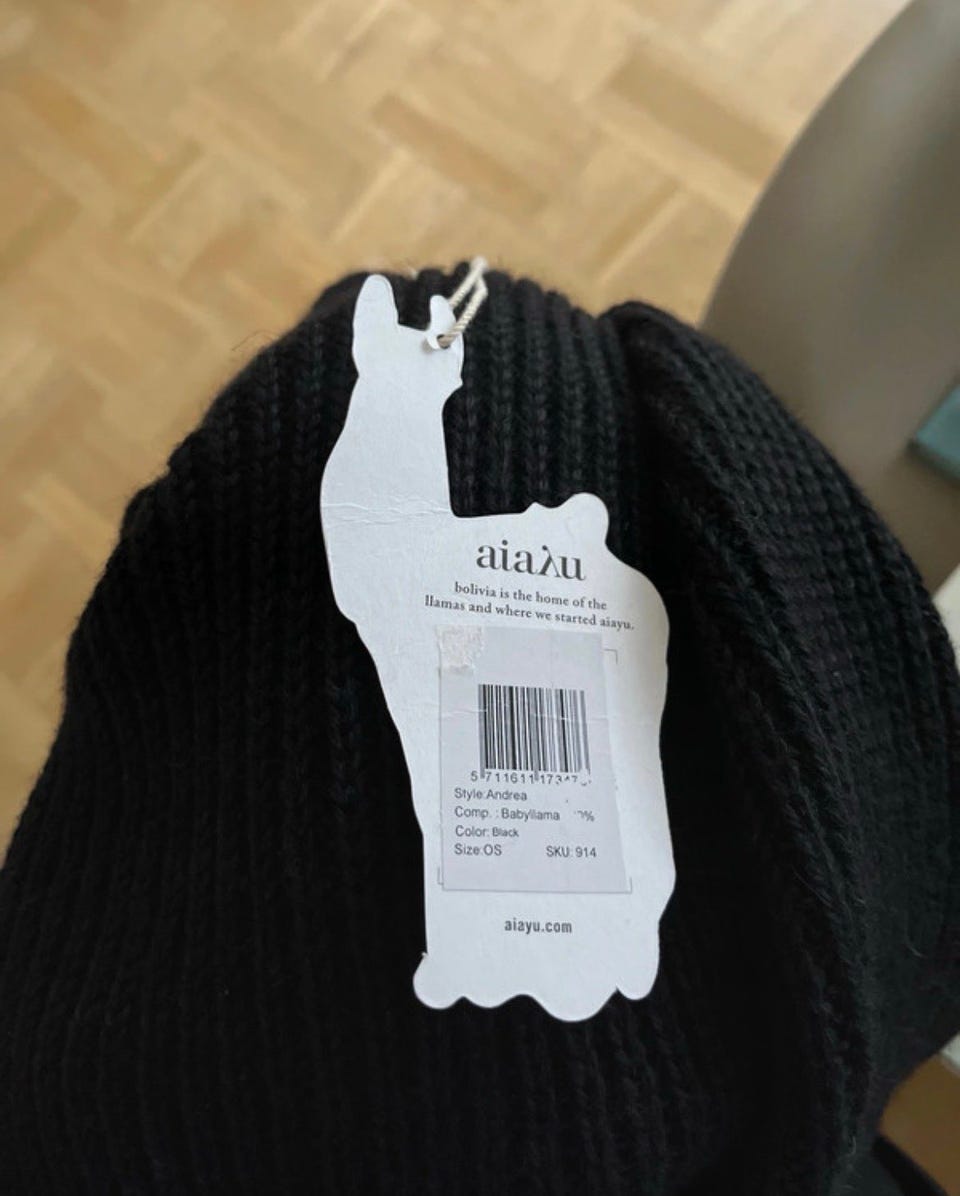 aiayu
bolivia is the home of the
llamas and where we started aiayu.
Style:Andrea
Comp. : Babyllama
Color: Black
Size:OS SKU: 914
aiayu.com